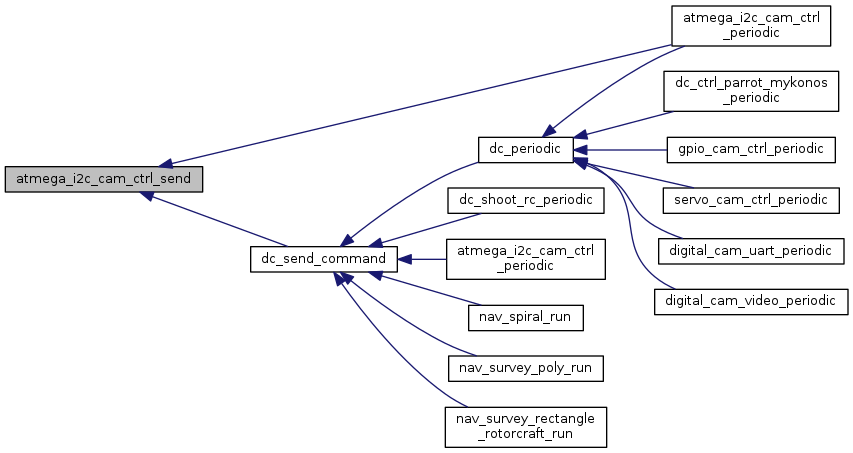 atmega_i2c_cam_ctrl
_periodic
dc_ctrl_parrot_mykonos
_periodic
dc_periodic
gpio_cam_ctrl_periodic
atmega_i2c_cam_ctrl_send
servo_cam_ctrl_periodic
dc_shoot_rc_periodic
digital_cam_uart_periodic
dc_send_command
atmega_i2c_cam_ctrl
_periodic
digital_cam_video_periodic
nav_spiral_run
nav_survey_poly_run
nav_survey_rectangle
_rotorcraft_run